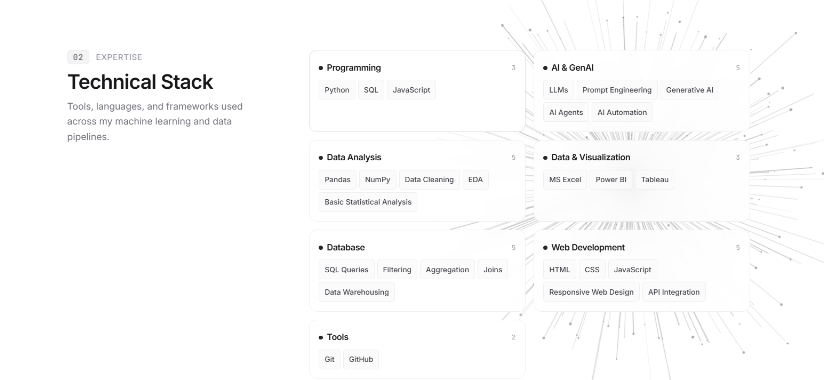 02 EXPERTISE
Technical Stack
Tools, languages, and frameworks used
across my machine learning and data
pipelines.
Programming 3
Python SQL JavaScript
AI & GenAI 5
LLMs Prompt Engineering Generative AI
AI Agents AI Automation
Data Analysis 5
Pandas NumPy Data Cleaning EDA
Basic Statistical Analysis
Data & Visualization 3
MS Excel Power BI Tableau
Database 5
SQL Queries Filtering Aggregation Joins
Data Warehousing
Web Development 5
HTML CSS JavaScript
Responsive Web Design API Integration
Tools 2
Git GitHub